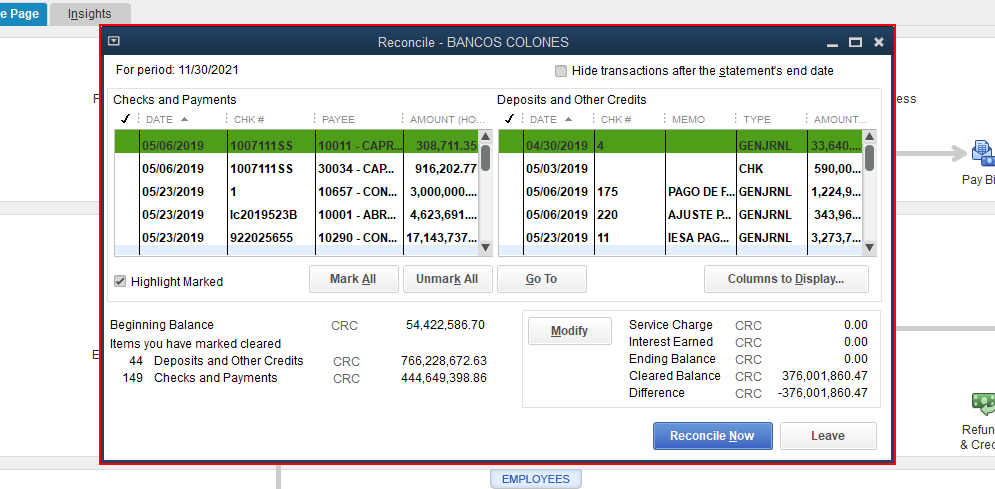 e Page Insights
Reconcile - BANCOS COLONES
For period: 11/30/2021
Hide transactions after the statement's end date
Checks and Payments
✓ DATE CHK # PAYEE AMOUNT (HO...
05/06/2019 1007111SS 10011 - CAPR... 308,711.35
05/06/2019 1007111SS 30034 - CAP... 916,202.77
05/23/2019 1 10657 - CON... 3,000,000....
05/23/2019 Ic2019523B 10001 - ABR... 4,623,691....
05/23/2019 922025655 10290 - CON... 17,143,737...
Deposits and Other Credits
✓ DATE CHK # MEMO TYPE AMOUNT...
04/30/2019 4 GENJRNL 33,640....
05/03/2019 CHK 590,00...
05/06/2019 175 PAGO DE F... GENJRNL 1,224,9...
05/06/2019 220 AJUSTE P... GENJRNL 343,96...
05/23/2019 11 IESA PAG... GENJRNL 3,273,7...
Highlight Marked
Mark All
Unmark All
Go To
Columns to Display...
Beginning Balance CRC 54,422,586.70
Items you have marked cleared
44 Deposits and Other Credits CRC 766,228,672.63
149 Checks and Payments CRC 444,649,398.86
Modify
Service Charge CRC 0.00
Interest Earned CRC 0.00
Ending Balance CRC 0.00
Cleared Balance CRC 376,001,860.47
Difference CRC -376,001,860.47
Reconcile Now
Leave
ess
Pay Bi
Refun
& Crec
EMPLOYEES